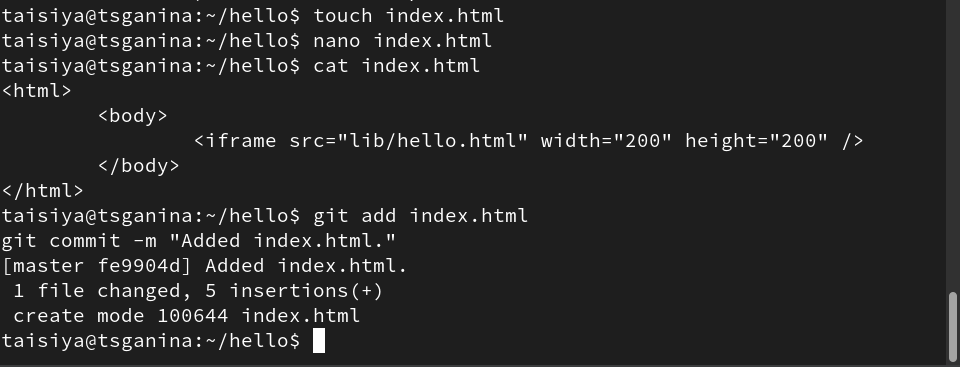 taisiya@tsganina:~/hello$ touch index.html
taisiya@tsganina:~/hello$ nano index.html
taisiya@tsganina:~/hello$ cat index.html
<html>
        <body>
                <iframe src="lib/hello.html" width="200" height="200" />
        </body>
</html>
taisiya@tsganina:~/hello$ git add index.html
git commit -m "Added index.html."
[master fe9904d] Added index.html.
 1 file changed, 5 insertions(+)
 create mode 100644 index.html
taisiya@tsganina:~/hello$